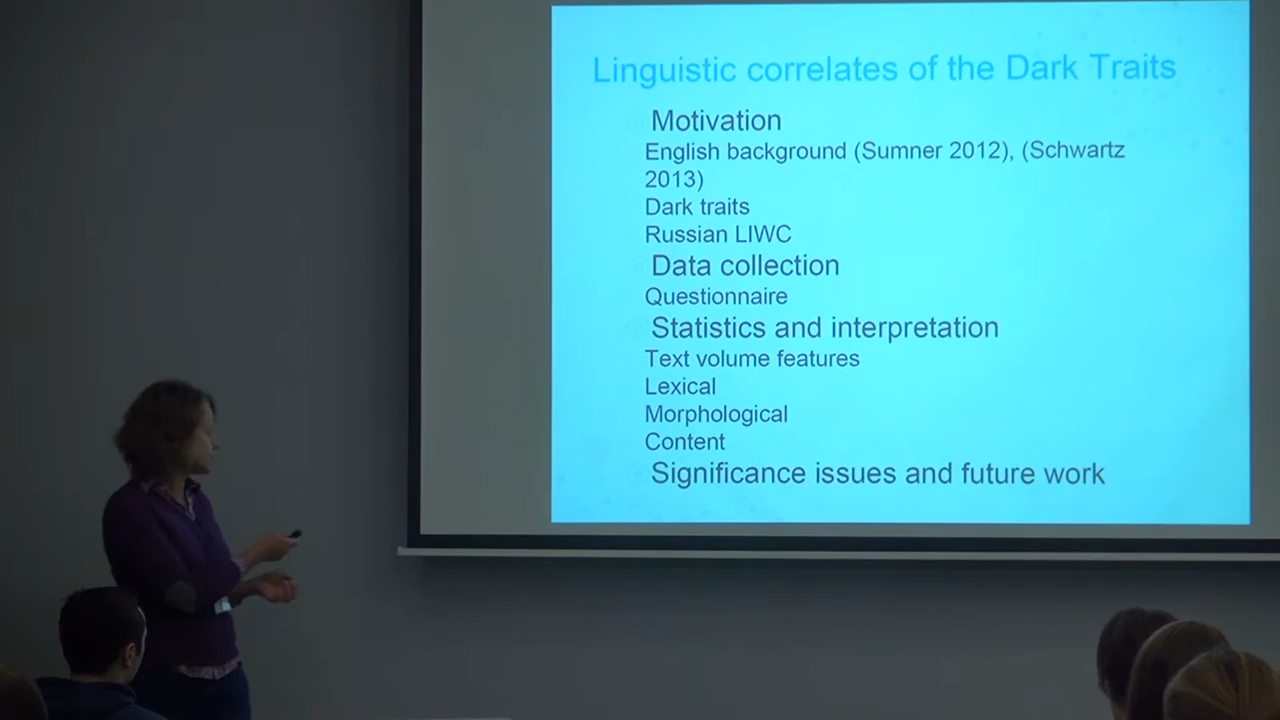 Linguistic correlates of the Dark Traits
Motivation
English background (Sumner 2012), (Schwartz
2013)
Dark traits
Russian LIWC
Data collection
Questionnaire
Statistics and interpretation
Text volume features
Lexical
Morphological
Content
Significance issues and future work